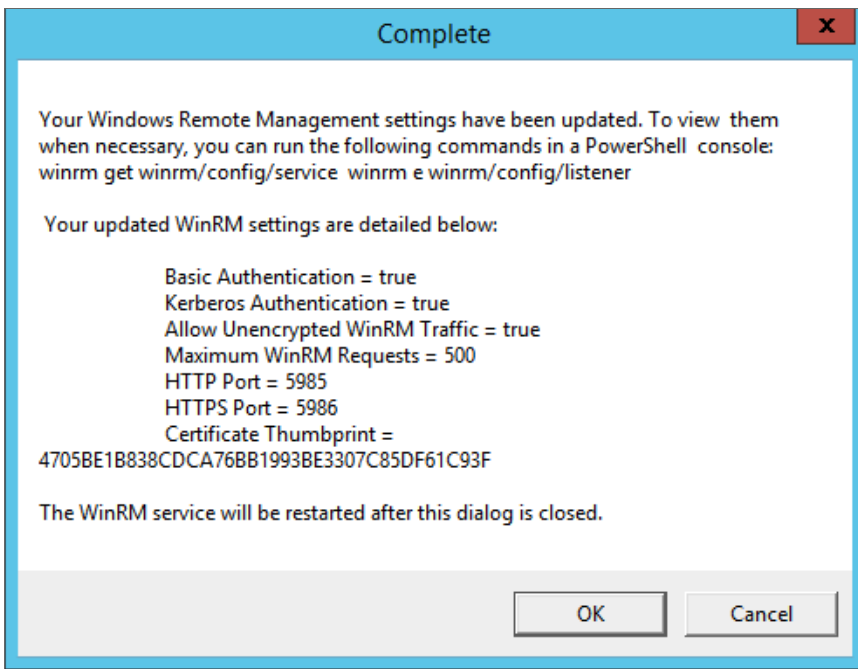 Complete
x
Your Windows Remote Management settings have been updated. To view  them
when necessary, you can run the following commands in a PowerShell  console:
winrm get winrm/config/service  winrm e winrm/config/listener
Your updated WinRM settings are detailed below:
Basic Authentication = true
Kerberos Authentication = true
Allow Unencrypted WinRM Traffic = true
Maximum WinRM Requests = 500
HTTP Port = 5985
HTTPS Port = 5986
Certificate Thumbprint =
4705BE1B838CDCA76BB1993BE3307C85DF61C93F
The WinRM service will be restarted after this dialog is closed.
OK
Cancel